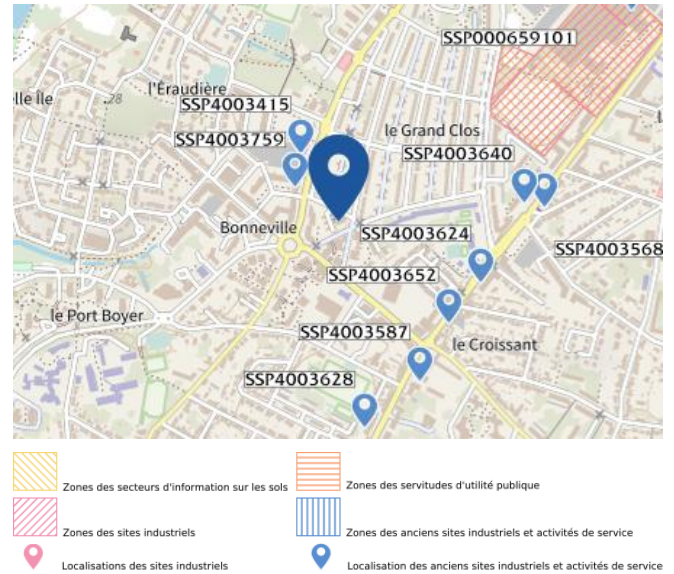 SSP000659101
l'Éraudière
elle Île
28
SSP4003415
le Grand Clos
SSP4003759
SSP4003640
Bonneville
SSP4003624
SSP4003568
SSP4003652
le Port Boyer
SSP4003587
le Croissant
SSP4003628
Zones des secteurs d'information sur les sols
Zones des servitudes d'utilité publique
Zones des sites industriels
Zones des anciens sites industriels et activités de service
Localisations des sites industriels
Localisation des anciens sites industriels et activités de service